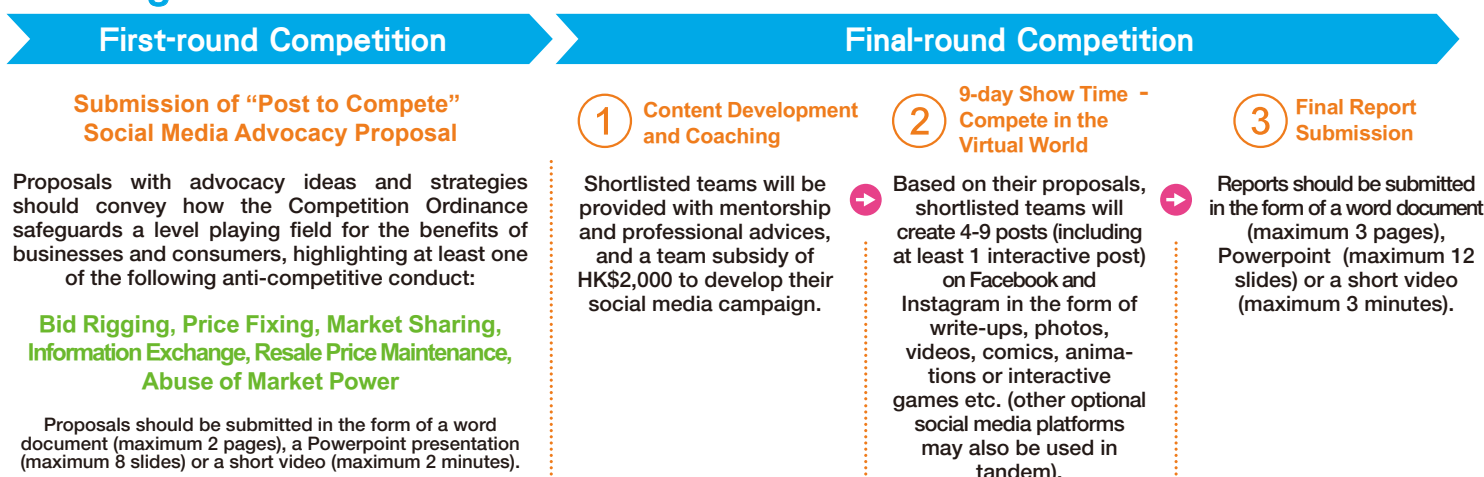 First-round Competition
Final-round Competition
Submission of “Post to Compete”
Social Media Advocacy Proposal
Proposals with advocacy ideas and strategies
should convey how the Competition Ordinance
safeguards a level playing field for the benefits of
businesses and consumers, highlighting at least one
of the following anti-competitive conduct:
Bid Rigging, Price Fixing, Market Sharing,
Information Exchange, Resale Price Maintenance,
Abuse of Market Power
Proposals should be submitted in the form of a word
document (maximum 2 pages), a Powerpoint presentation
(maximum 8 slides) or a short video (maximum 2 minutes).
1
Content Development
and Coaching
Shortlisted teams will be
provided with mentorship
and professional advices,
and a team subsidy of
HK$2,000 to develop their
social media campaign.
2
9-day Show Time -
Compete in the
Virtual World
Based on their proposals,
shortlisted teams will
create 4-9 posts (including
at least 1 interactive post)
on Facebook and
Instagram in the form of
write-ups, photos,
videos, comics, anima-
tions or interactive
games etc. (other optional
social media platforms
may also be used in
tandem).
3
Final Report
Submission
Reports should be submitted
in the form of a word document
(maximum 3 pages),
Powerpoint (maximum 12
slides) or a short video
(maximum 3 minutes).